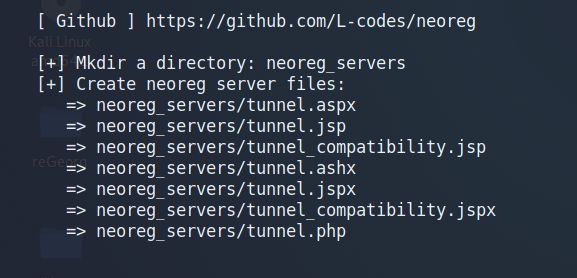 [ Github ] https://github.com/L-codes/neoreg
Kali Linux
[+] Mkdir a directory: neoreg_servers
[+] Create neoreg server files:
=> neoreg_servers/tunnel.aspx
=> neoreg_servers/tunnel.jsp
=> neoreg_servers/tunnel_compatibility.jsp
=> neoreg_servers/tunnel.ashx
reGeorg
=> neoreg_servers/tunnel.jspx
=> neoreg_servers/tunnel_compatibility.jspx
=> neoreg_servers/tunnel.php